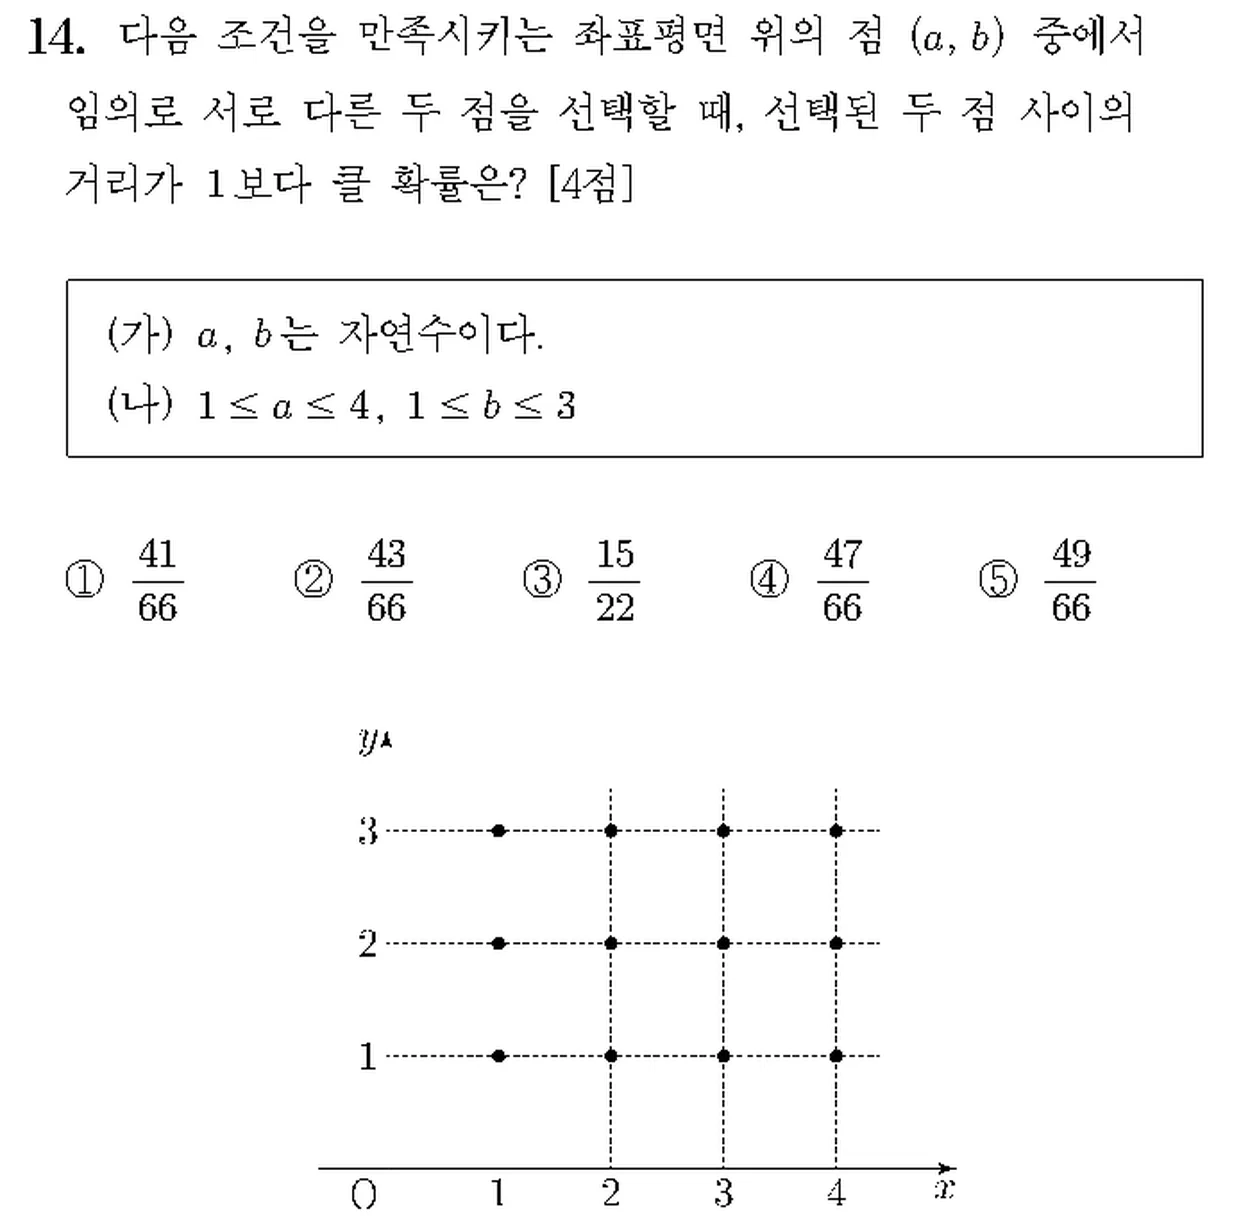 14. 다음 조건을 만족시키는 좌표평면 위의 점 (a, b) 중에서
임의로 서로 다른 두 점을 선택할 때, 선택된 두 점 사이의
거리가 1보다 클 확률은? [4점]
(가) a, b는 자연수이다.
(나) 1 ≤ a ≤ 4, 1 ≤ b ≤ 3
① 41/66 ② 43/66 ③ 15/22 ④ 47/66 ⑤ 49/66
y
3
2
1
O 1 2 3 4 x